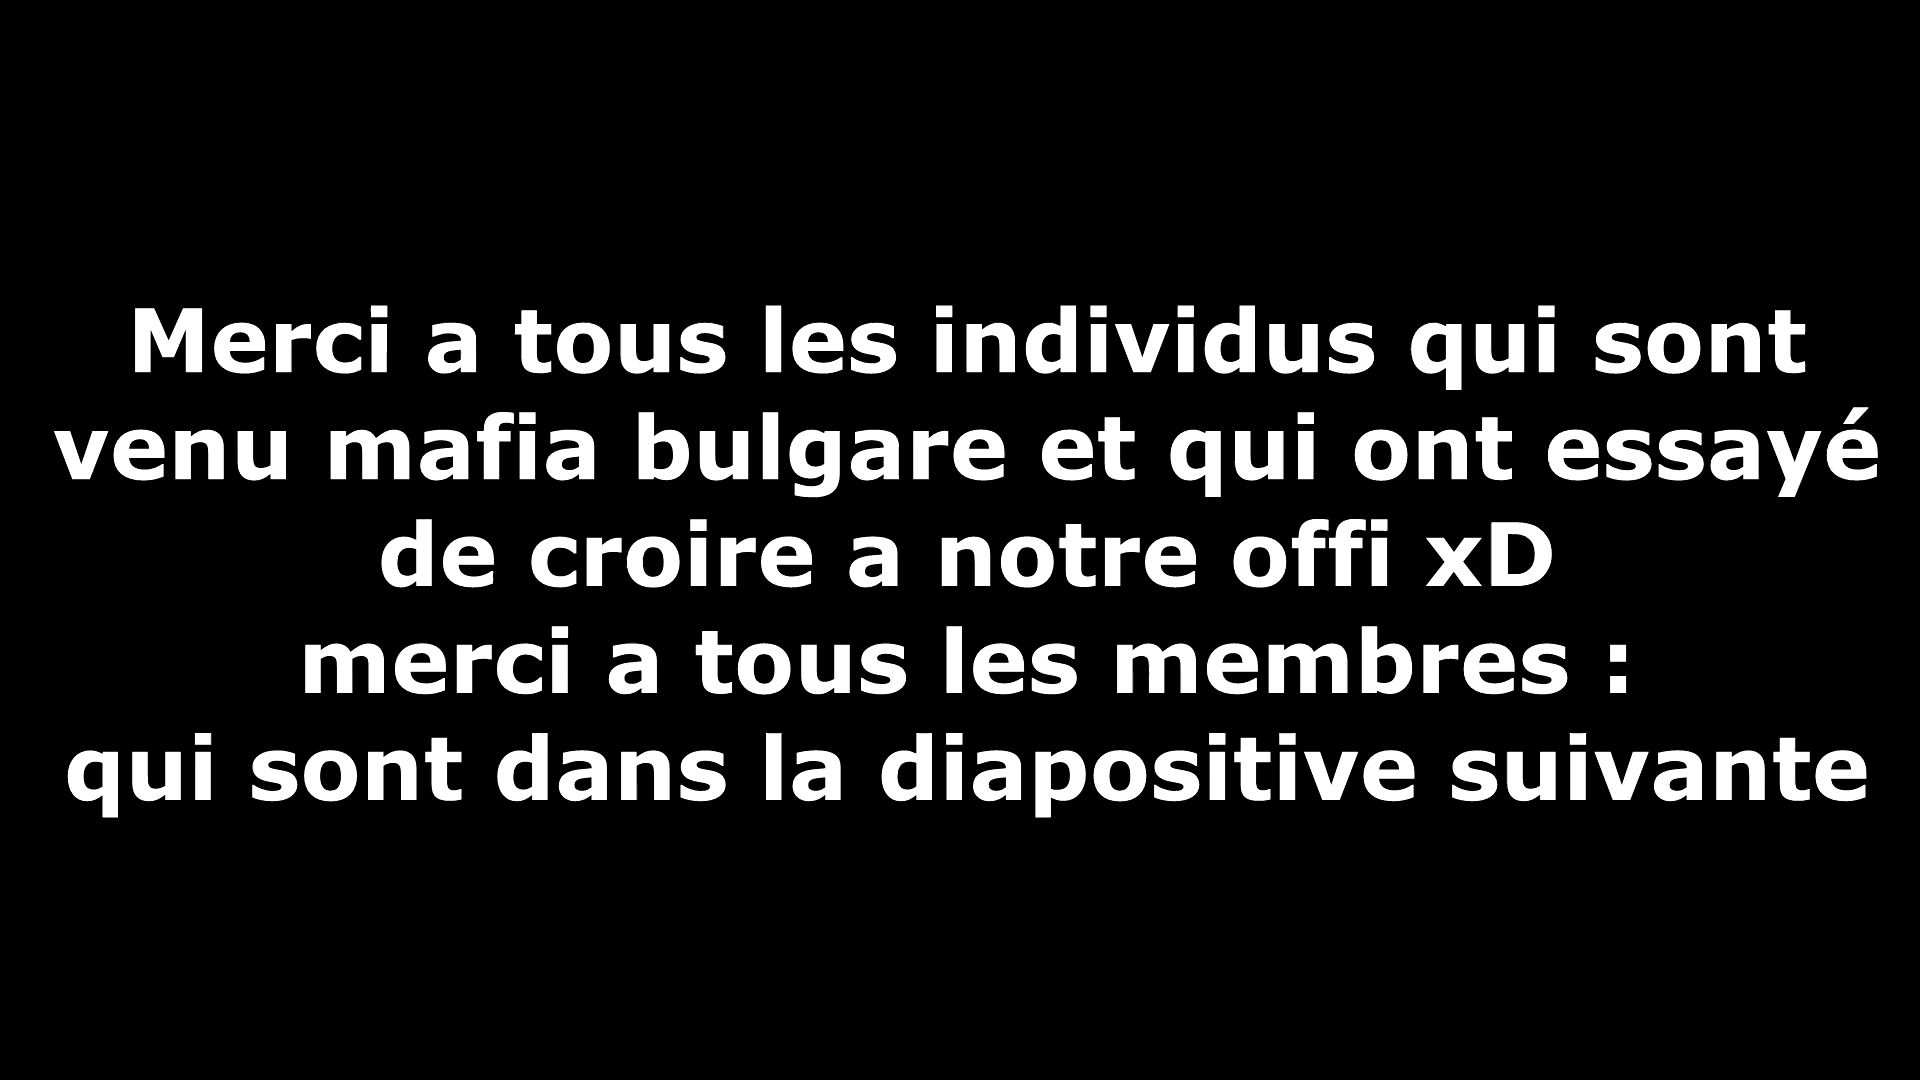 Merci a tous les individus qui sont
venu mafia bulgare et qui ont essayé
de croire a notre offi xD
merci a tous les membres :
qui sont dans la diapositive suivante